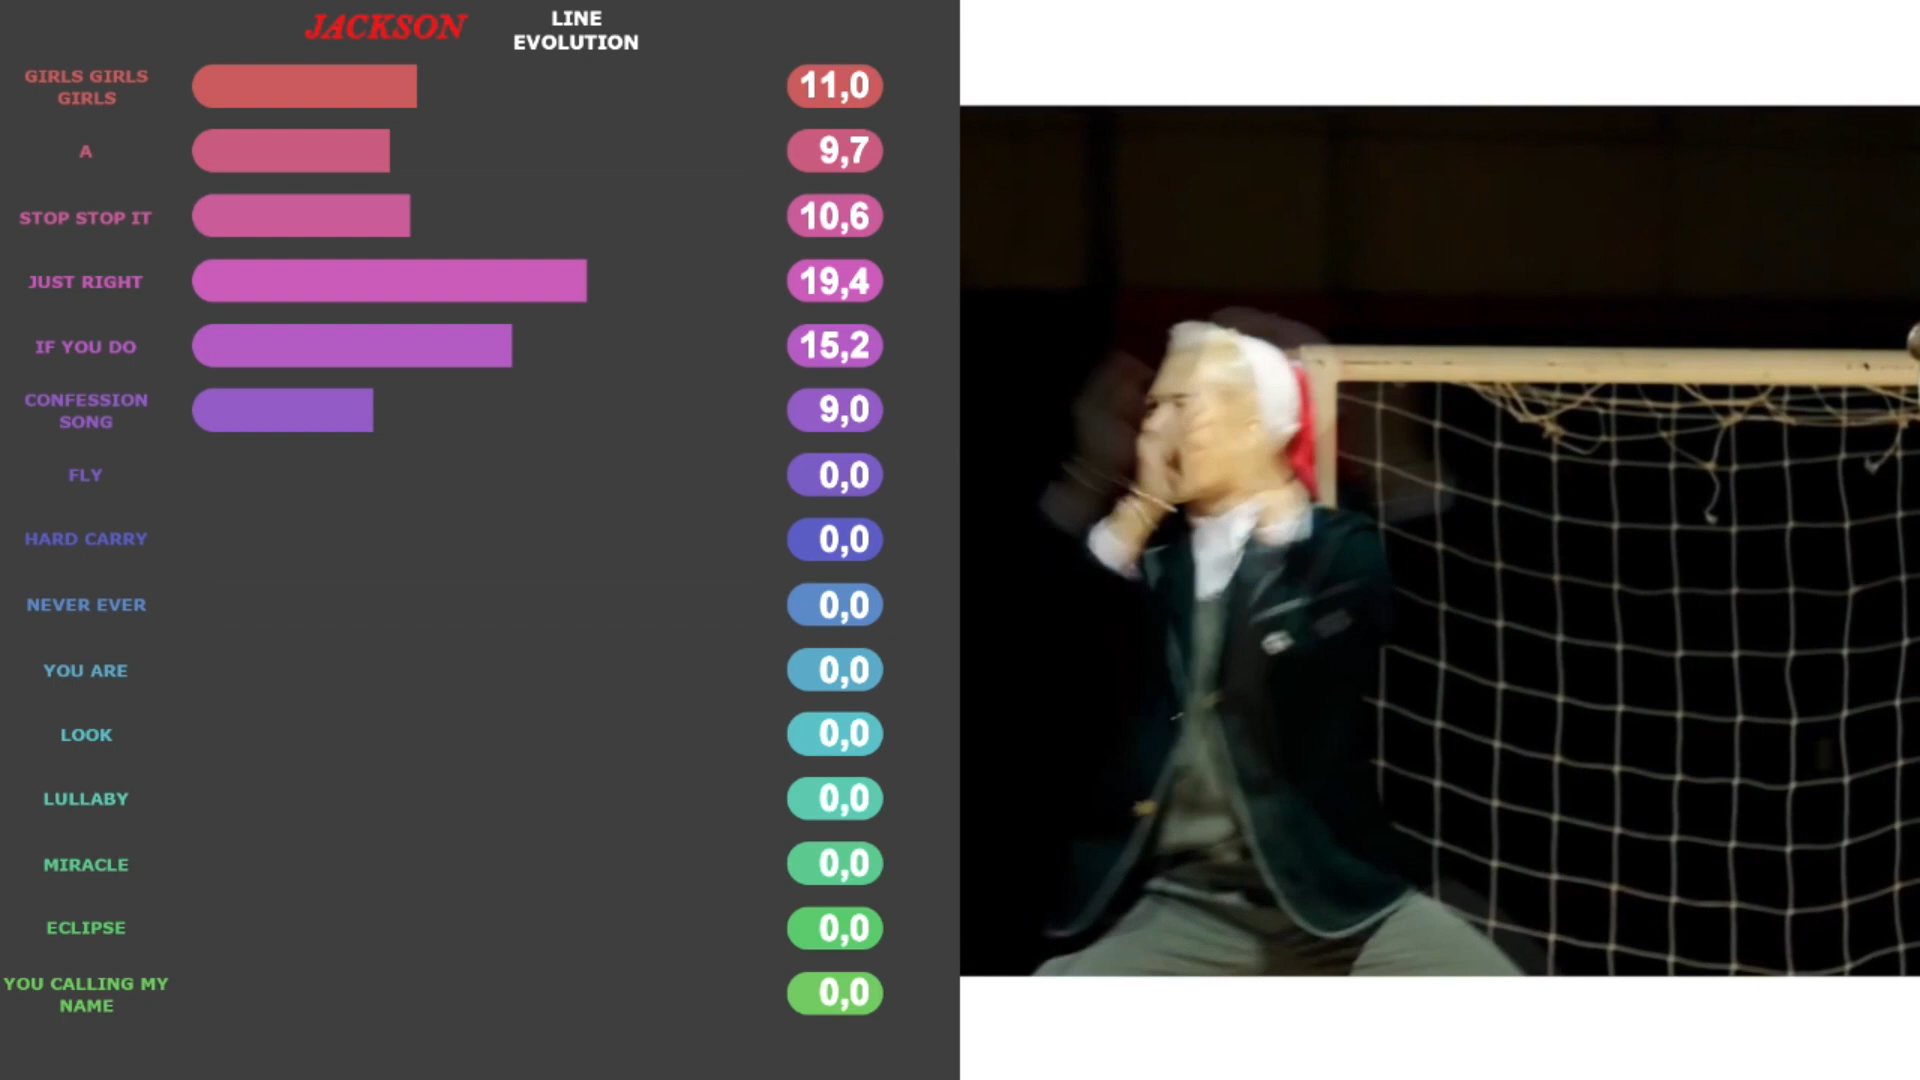 JACKSON
LINE
EVOLUTION
GIRLS GIRLS
GIRLS
11,0
A
9,7
STOP STOP IT
10,6
JUST RIGHT
19,4
IF YOU DO
15,2
CONFESSION
SONG
9,0
FLY
0,0
HARD CARRY
0,0
NEVER EVER
0,0
YOU ARE
0,0
LOOK
0,0
LULLABY
0,0
MIRACLE
0,0
ECLIPSE
0,0
YOU CALLING MY
NAME
0,0